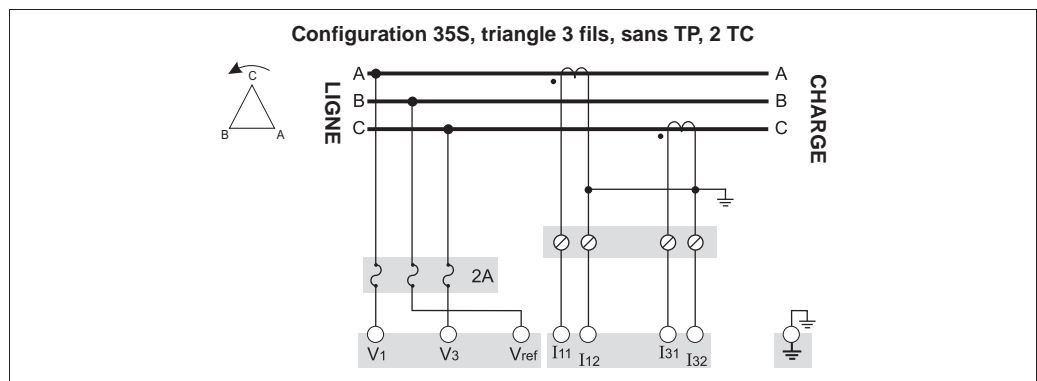 Configuration 35S, triangle 3 fils, sans TP, 2 TC
C
B A
LIGNE
A A
B B
C C
CHARGE
2A
V1 V3 Vref I11 I12 I31 I32